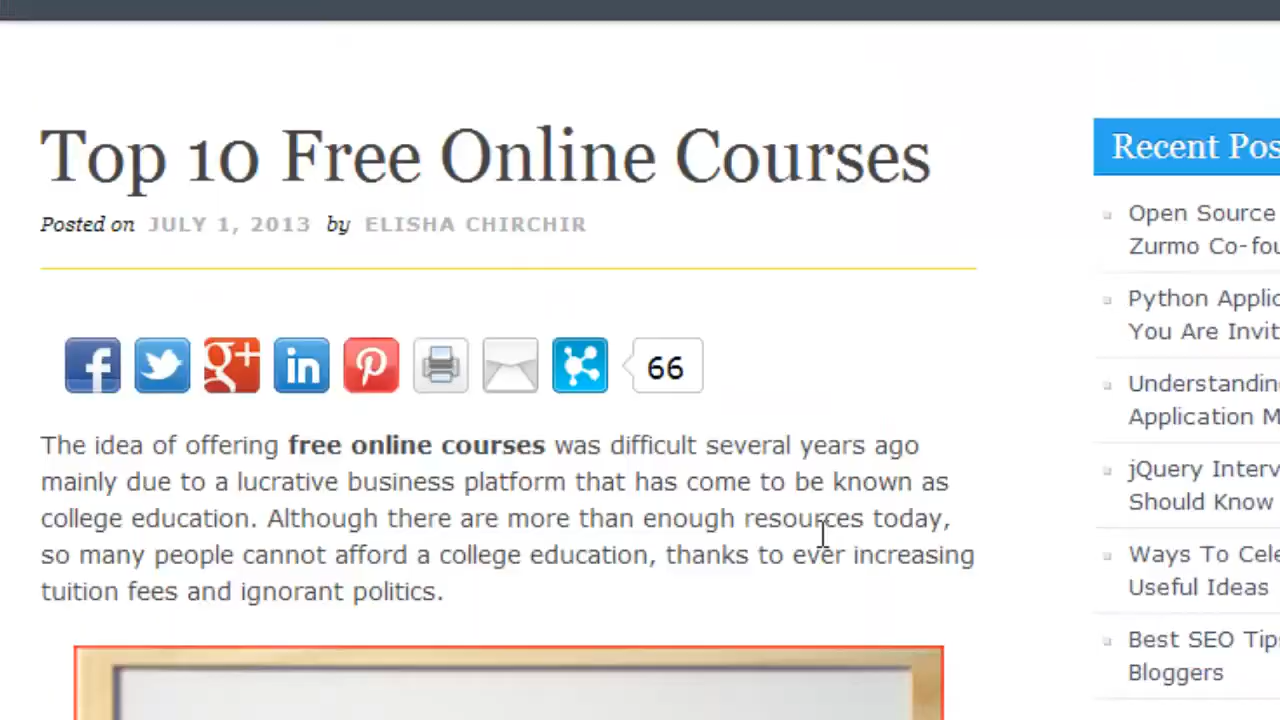 Top 10 Free Online Courses
Posted on JULY 1, 2013 by ELISHA CHIRCHIR
66
The idea of offering free online courses was difficult several years ago
mainly due to a lucrative business platform that has come to be known as
college education. Although there are more than enough resources today,
so many people cannot afford a college education, thanks to ever increasing
tuition fees and ignorant politics.
Recent Pos
Open Source
Zurmo Co-fou
Python Applic
You Are Invit
Understanding
Application M
jQuery Interv
Should Know
Ways To Cele
Useful Ideas
Best SEO Tips
Bloggers